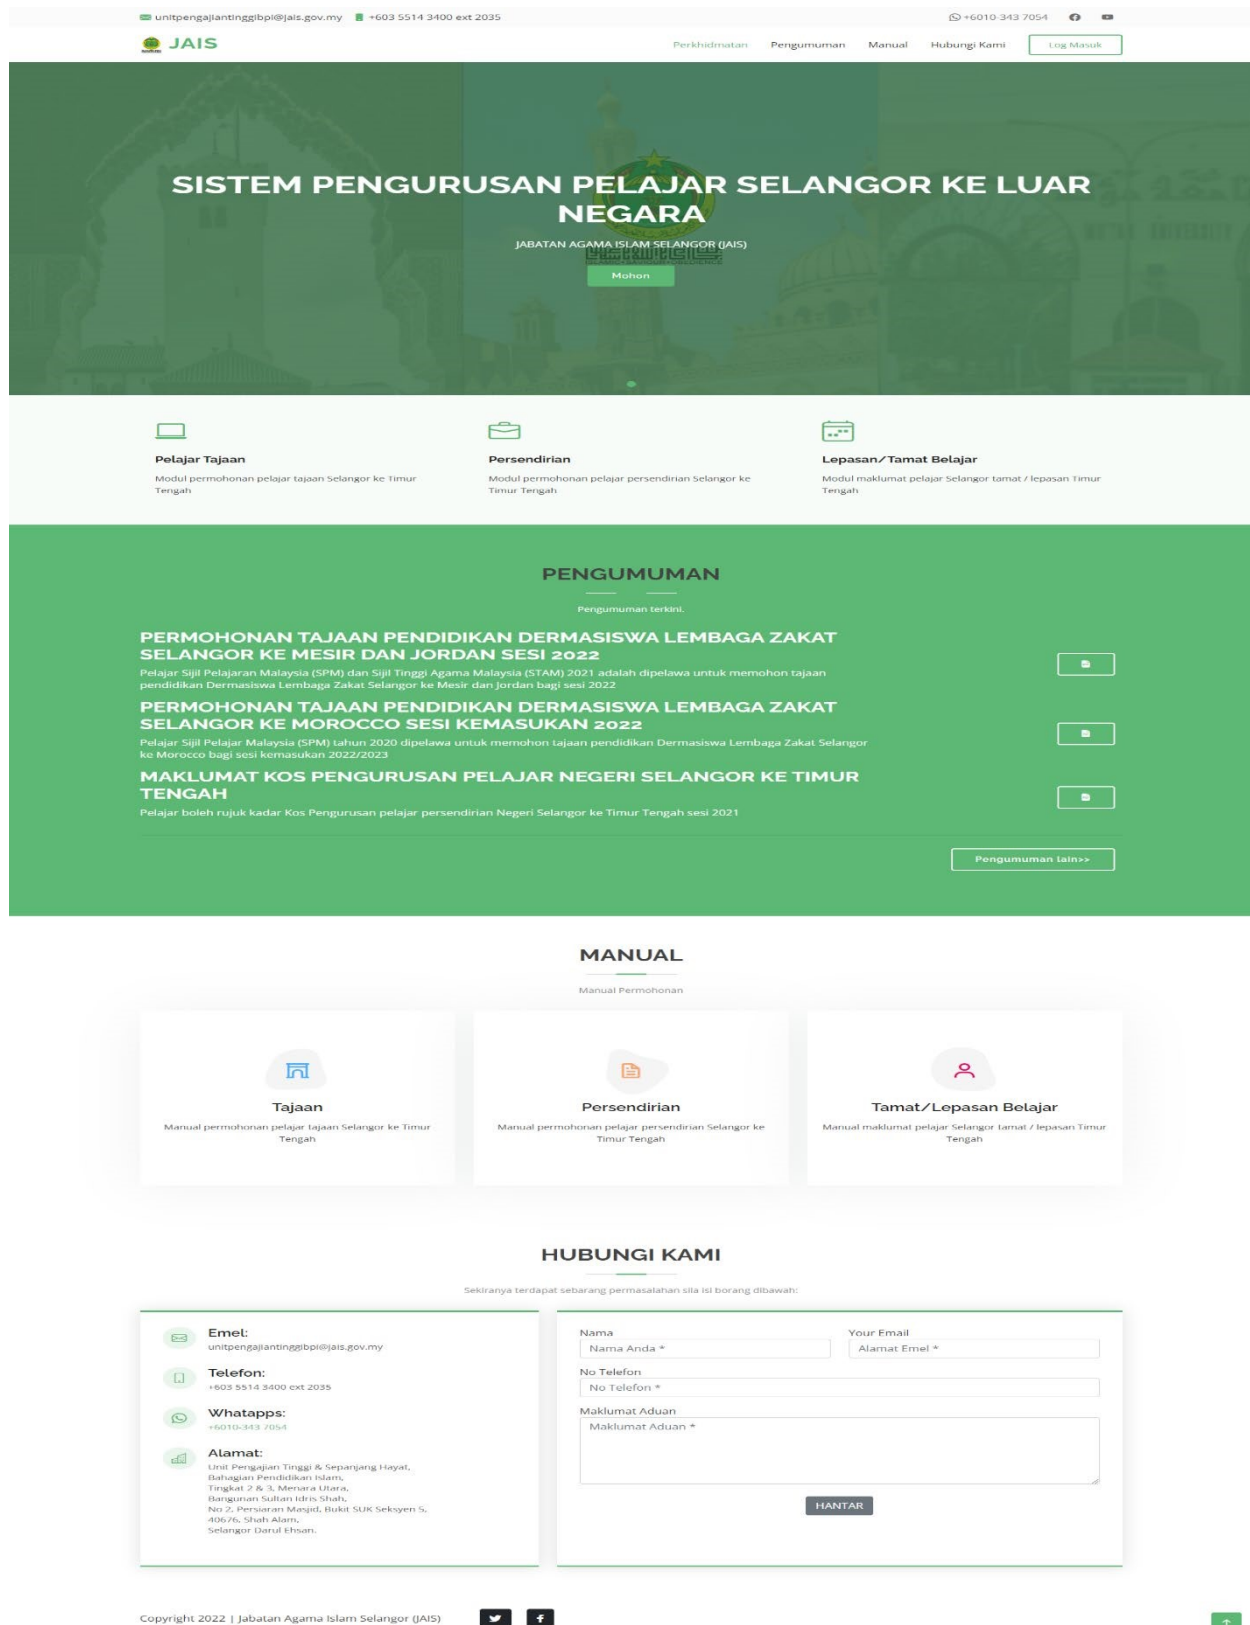 unitpengajiantinggibpi@jais.gov.my +603 5514 3400 ext 2035 +6010-343 7054
JAIS Perkhidmatan Pengumuman Manual Hubungi Kami Log Masuk
SISTEM PENGURUSAN PELAJAR SELANGOR KE LUAR
NEGARA
JABATAN AGAMA ISLAM SELANGOR (JAIS)
Mohon
Pelajar Tajaan
Modul permohonan pelajar tajaan Selangor ke Timur
Tengah
Persendirian
Modul permohonan pelajar persendirian Selangor ke
Timur Tengah
Lepasan/Tamat Belajar
Modul maklumat pelajar Selangor tamat / lepasan Timur
Tengah
PENGUMUMAN
Pengumuman terkini.
PERMOHONAN TAJAAN PENDIDIKAN DERMASISWA LEMBAGA ZAKAT
SELANGOR KE MESIR DAN JORDAN SESI 2022
Pelajar Sijil Pelajaran Malaysia (SPM) dan Sijil Tinggi Agama Malaysia (STAM) 2021 adalah dipelawa untuk memohon tajaan
pendidikan Dermasiswa Lembaga Zakat Selangor ke Mesir dan Jordan bagi sesi 2022
PERMOHONAN TAJAAN PENDIDIKAN DERMASISWA LEMBAGA ZAKAT
SELANGOR KE MOROCCO SESI KEMASUKAN 2022
Pelajar Sijil Pelajar Malaysia (SPM) tahun 2020 dipelawa untuk memohon tajaan pendidikan Dermasiswa Lembaga Zakat Selangor
ke Morocco bagi sesi kemasukan 2022/2023
MAKLUMAT KOS PENGURUSAN PELAJAR NEGERI SELANGOR KE TIMUR
TENGAH
Pelajar boleh rujuk kadar Kos Pengurusan pelajar persendirian Negeri Selangor ke Timur Tengah sesi 2021
Pengumuman lain>>
MANUAL
Manual Permohonan
Tajaan
Manual permohonan pelajar tajaan Selangor ke Timur
Tengah
Persendirian
Manual permohonan pelajar persendirian Selangor ke
Timur Tengah
Tamat/Lepasan Belajar
Manual maklumat pelajar Selangor tamat / lepasan Timur
Tengah
HUBUNGI KAMI
Sekiranya terdapat sebarang permasalahan sila isi borang dibawah:
Emel:
unitpengajiantinggibpi@jais.gov.my
Telefon:
+603 5514 3400 ext 2035
Whatapps:
+6010-343 7054
Alamat:
Unit Pengajian Tinggi & Sepanjang Hayat,
Bahagian Pendidikan Islam,
Tingkat 2 & 3, Menara Utara,
Bangunan Sultan Idris Shah,
No 2, Persiaran Masjid, Bukit SUK Seksyen 5,
40676, Shah Alam,
Selangor Darul Ehsan.
Nama Your Email
Nama Anda * Alamat Emel *
No Telefon
No Telefon *
Maklumat Aduan
Maklumat Aduan *
HANTAR
Copyright 2022 | Jabatan Agama Islam Selangor (JAIS)